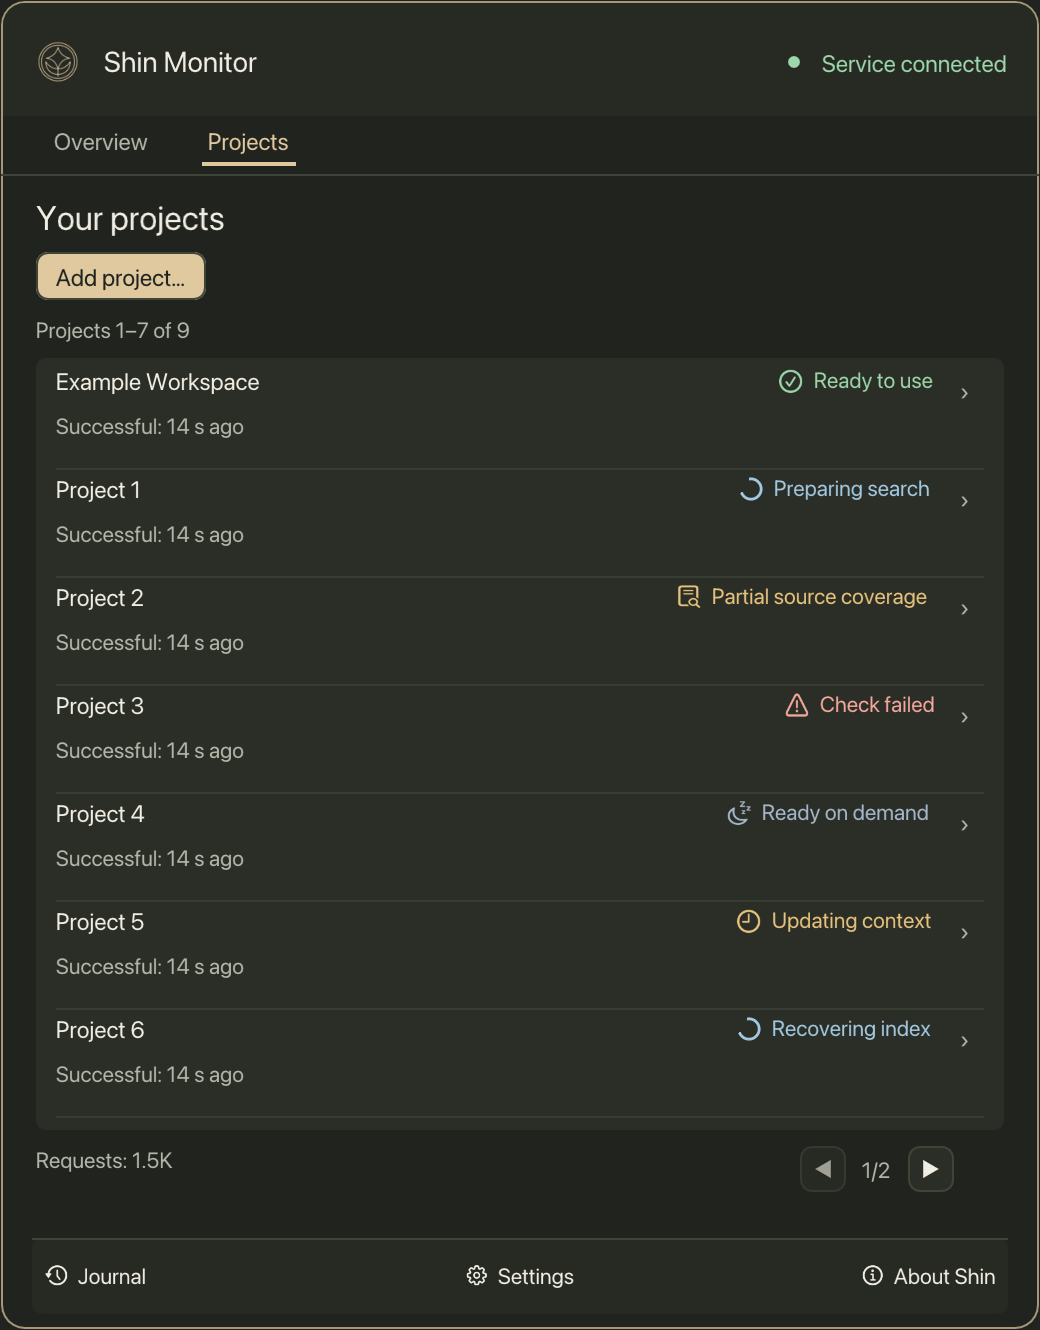 Shin Monitor
Service connected
Overview
Projects
Your projects
Add project...
Projects 1–7 of 9
Example Workspace
Ready to use
Successful: 14 s ago
Project 1
Preparing search
Successful: 14 s ago
Project 2
Partial source coverage
Successful: 14 s ago
Project 3
Check failed
Successful: 14 s ago
Project 4
Ready on demand
Successful: 14 s ago
Project 5
Updating context
Successful: 14 s ago
Project 6
Recovering index
Successful: 14 s ago
Requests: 1.5K
1/2
Journal
Settings
About Shin